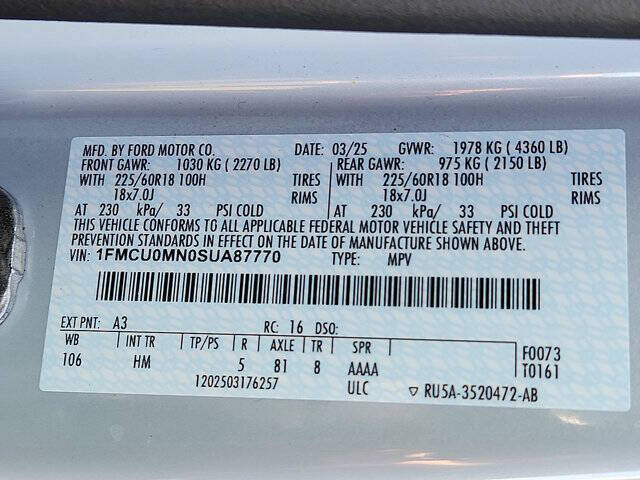 MFD. BY FORD MOTOR CO. DATE: 03/25 GVWR: 1978 KG ( 4360 LB)
FRONT GAWR: 1030 KG ( 2270 LB) REAR GAWR: 975 KG ( 2150 LB)
WITH 225/60R18 100H TIRES WITH 225/60R18 100H TIRES
18x7.0J RIMS 18x7.0J RIMS
AT 230 kPa/ 33 PSI COLD AT 230 kPa/ 33 PSI COLD
THIS VEHICLE CONFORMS TO ALL APPLICABLE FEDERAL MOTOR VEHICLE SAFETY AND THEFT
PREVENTION STANDARDS IN EFFECT ON THE DATE OF MANUFACTURE SHOWN ABOVE.
VIN: 1FMCU0MN0SUA87770 TYPE: MPV
EXT PNT: A3 RC: 16 DSO:
WB INT TR TP/PS R AXLE TR SPR F0073
106 HM 5 81 8 AAAA T0161
1202503176257 ULC ▽ RU5A-3520472-AB